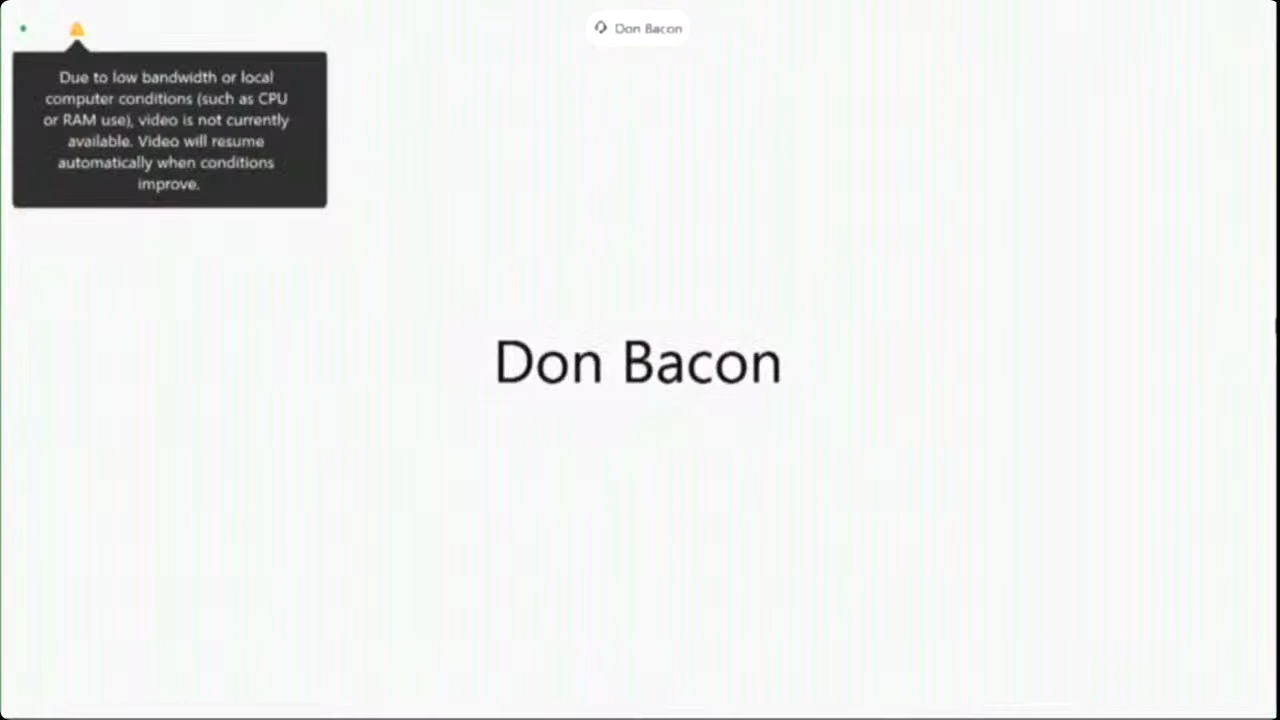 Don Bacon
Due to low bandwidth or local
computer conditions (such as CPU
or RAM use), video is not currently
available. Video will resume
automatically when conditions
improve.
Don Bacon